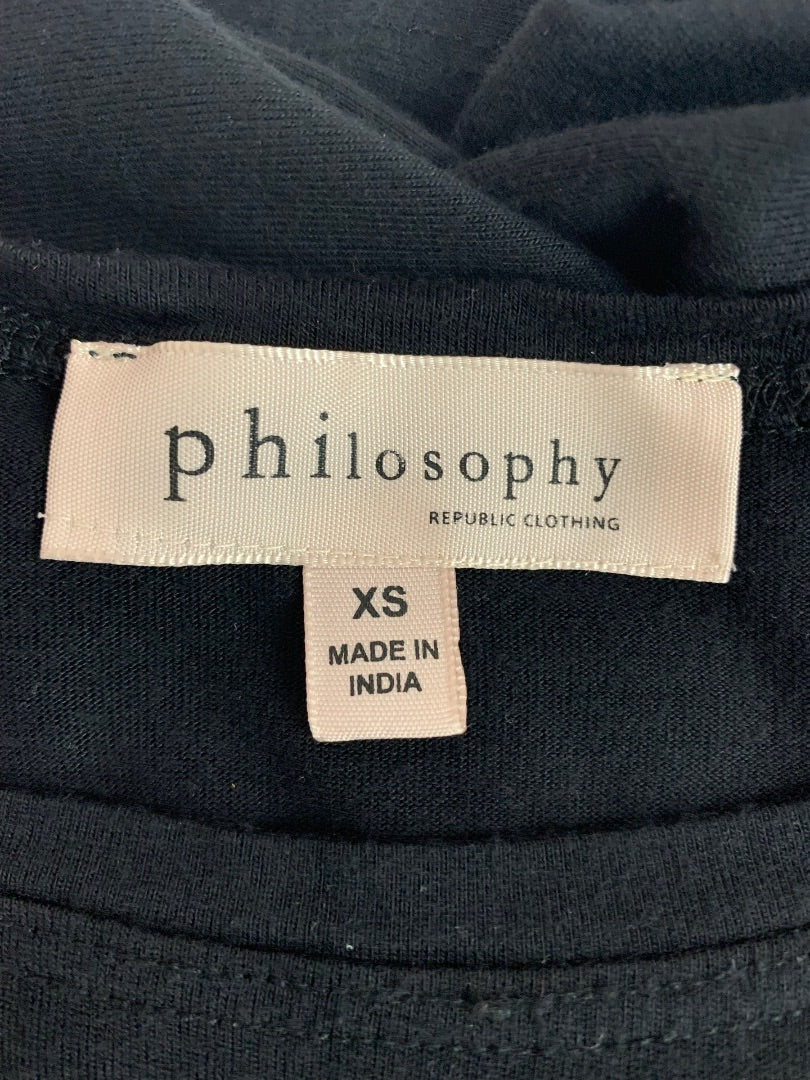 philosophy
REPUBLIC CLOTHING
XS
MADE IN
INDIA